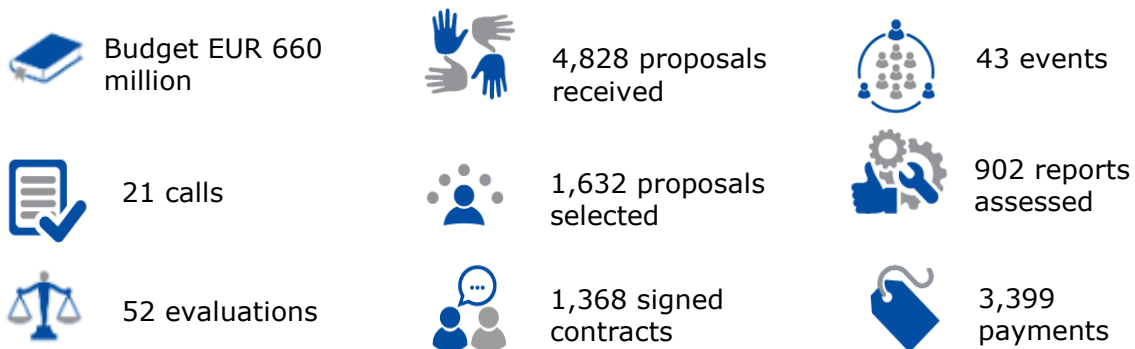 Budget EUR 660
million
4,828 proposals
received
43 events
21 calls
1,632 proposals
selected
902 reports
assessed
52 evaluations
1,368 signed
contracts
3,399
payments